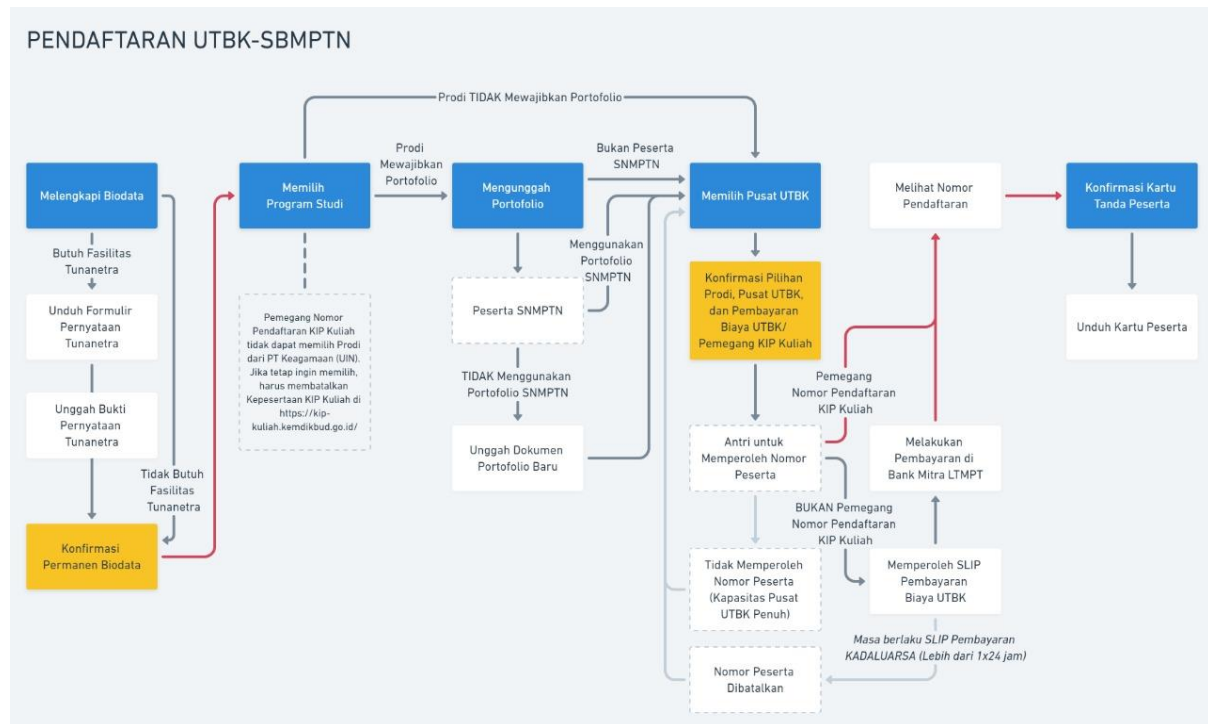 PENDAFTARAN UTBK-SBMPTN
Prodi TIDAK Mewajibkan Portofolio
Melengkapi Biodata
Butuh Fasilitas
Tunanetra
Unduh Formulir
Pernyataan
Tunanetra
Unggah Bukti
Pernyataan
Tunanetra
Tidak Butuh
Fasilitas
Tunanetra
Konfirmasi
Permanen Biodata
Memilih
Program Studi
Pemegang Nomor
Pendaftaran KIP Kuliah
tidak dapat memilih Prodi
dari PT Keagamaan (UIN).
Jika tetap ingin memilih,
harus membatalkan
Kepesertaan KIP Kuliah di
https://kip-
kuliah.kemdikbud.go.id/
Prodi
Mewajibkan
Portofolio
Mengunggah
Portofolio
Bukan Peserta
SNMPTN
Menggunakan
Portofolio
SNMPTN
Peserta SNMPTN
TIDAK Menggunakan
Portofolio SNMPTN
Unggah Dokumen
Portofolio Baru
Memilih Pusat UTBK
Konfirmasi Pilihan
Prodi, Pusat UTBK,
dan Pembayaran
Biaya UTBK/
Pemegang KIP Kuliah
Antri untuk
Memperoleh Nomor
Peserta
Pemegang
Nomor Pendaftaran
KIP Kuliah
BUKAN Pemegang
Nomor Pendaftaran
KIP Kuliah
Tidak Memperoleh
Nomor Peserta
(Kapasitas Pusat
UTBK Penuh)
Nomor Peserta
Dibatalkan
Melihat Nomor
Pendaftaran
Melakukan
Pembayaran di
Bank Mitra LTMPT
Memperoleh SLIP
Pembayaran
Biaya UTBK
Masa berlaku SLIP Pembayaran
KADALUARSA (Lebih dari 1x24 jam)
Konfirmasi Kartu
Tanda Peserta
Unduh Kartu Peserta